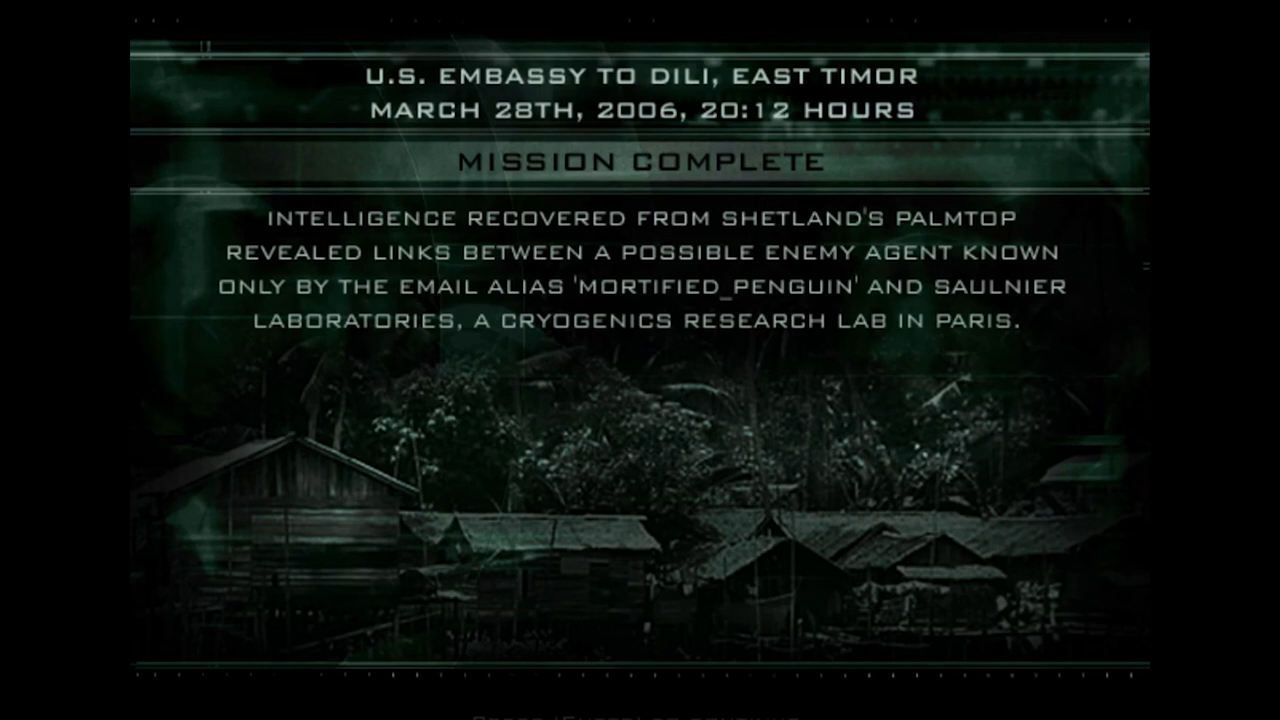 U.S. EMBASSY TO DILI, EAST TIMOR
MARCH 28TH, 2006, 20:12 HOURS
MISSION COMPLETE
INTELLIGENCE RECOVERED FROM SHETLAND'S PALMTOP
REVEALED LINKS BETWEEN A POSSIBLE ENEMY AGENT KNOWN
ONLY BY THE EMAIL ALIAS 'MORTIFIED_PENGUIN' AND SAULNIER
LABORATORIES, A CRYOGENICS RESEARCH LAB IN PARIS.